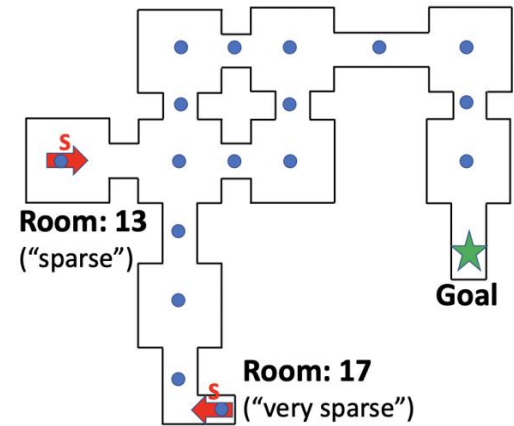 S
Room: 13
(“sparse”)
Goal
Room: 17
S
(“very sparse”)